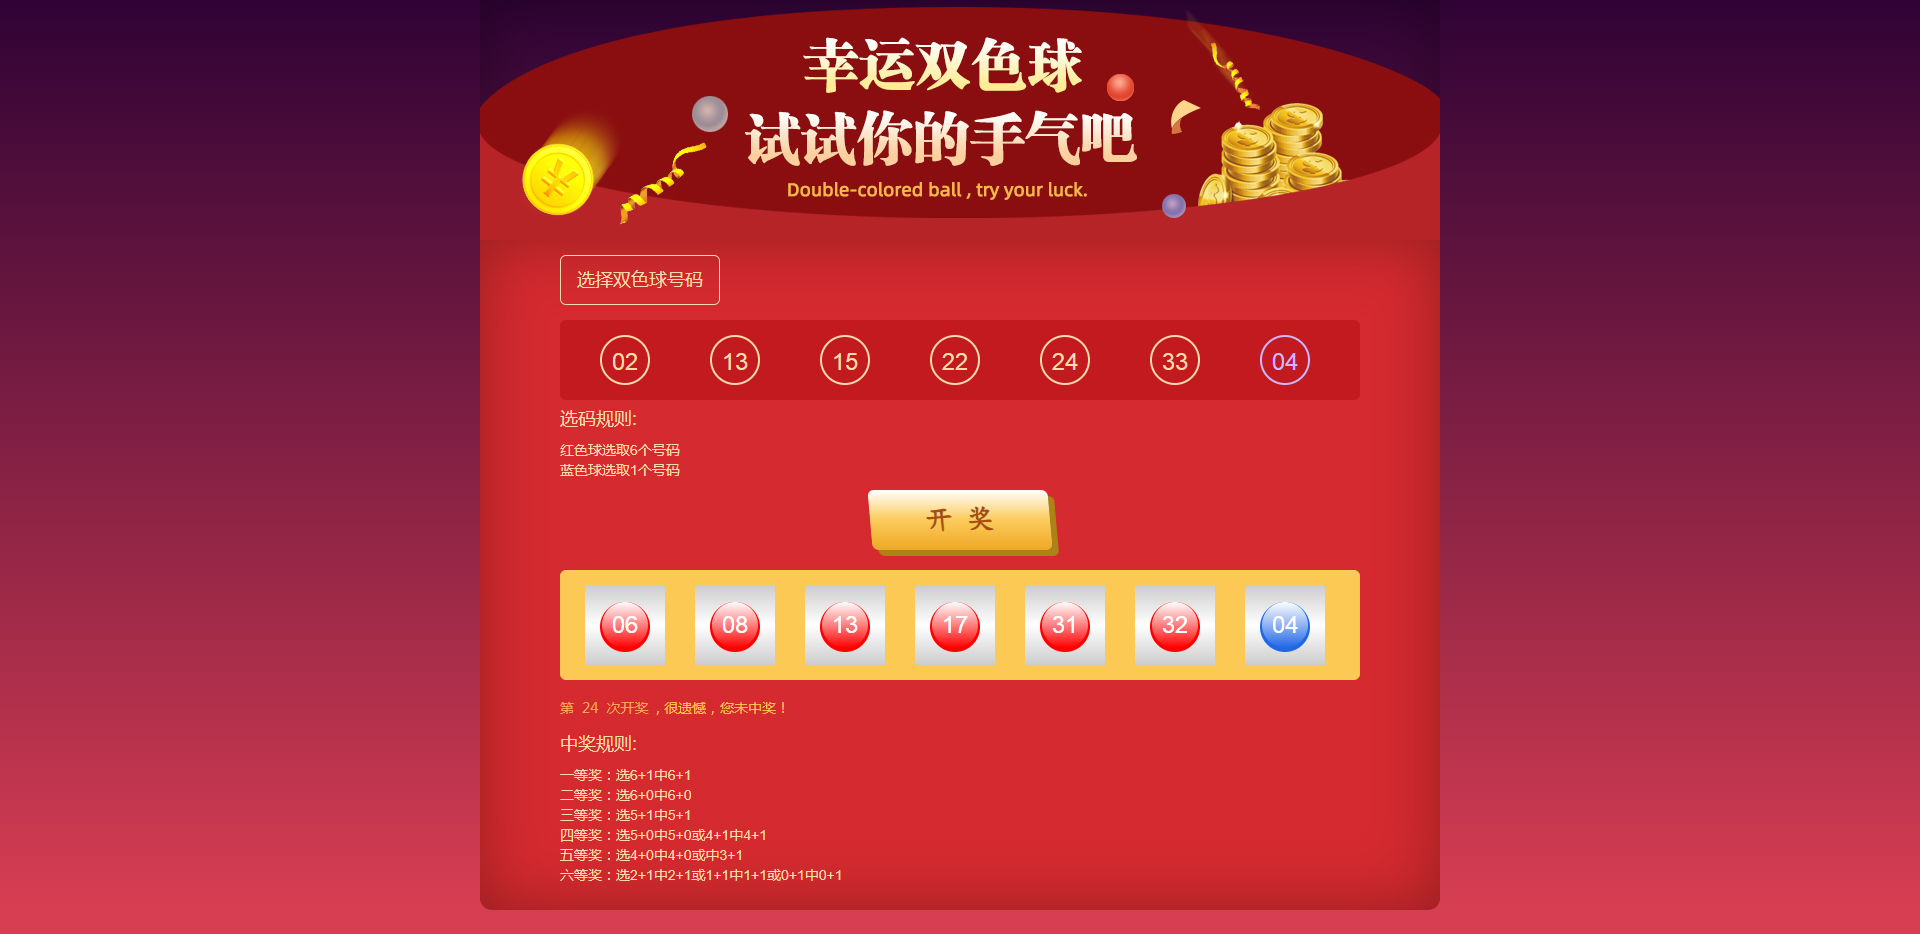 幸运双色球
试试你的手气吧
Double-colored ball , try your luck.
选择双色球号码
02 13 15 22 24 33 04
选码规则:
红色球选取6个号码
蓝色球选取1个号码
开 奖
06 08 13 17 31 32 04
第 24 次开奖 ，很遗憾，您未中奖！
中奖规则:
一等奖：选6+1中6+1
二等奖：选6+0中6+0
三等奖：选5+1中5+1
四等奖：选5+0中5+0或4+1中4+1
五等奖：选4+0中4+0或中3+1
六等奖：选2+1中2+1或1+1中1+1或0+1中0+1